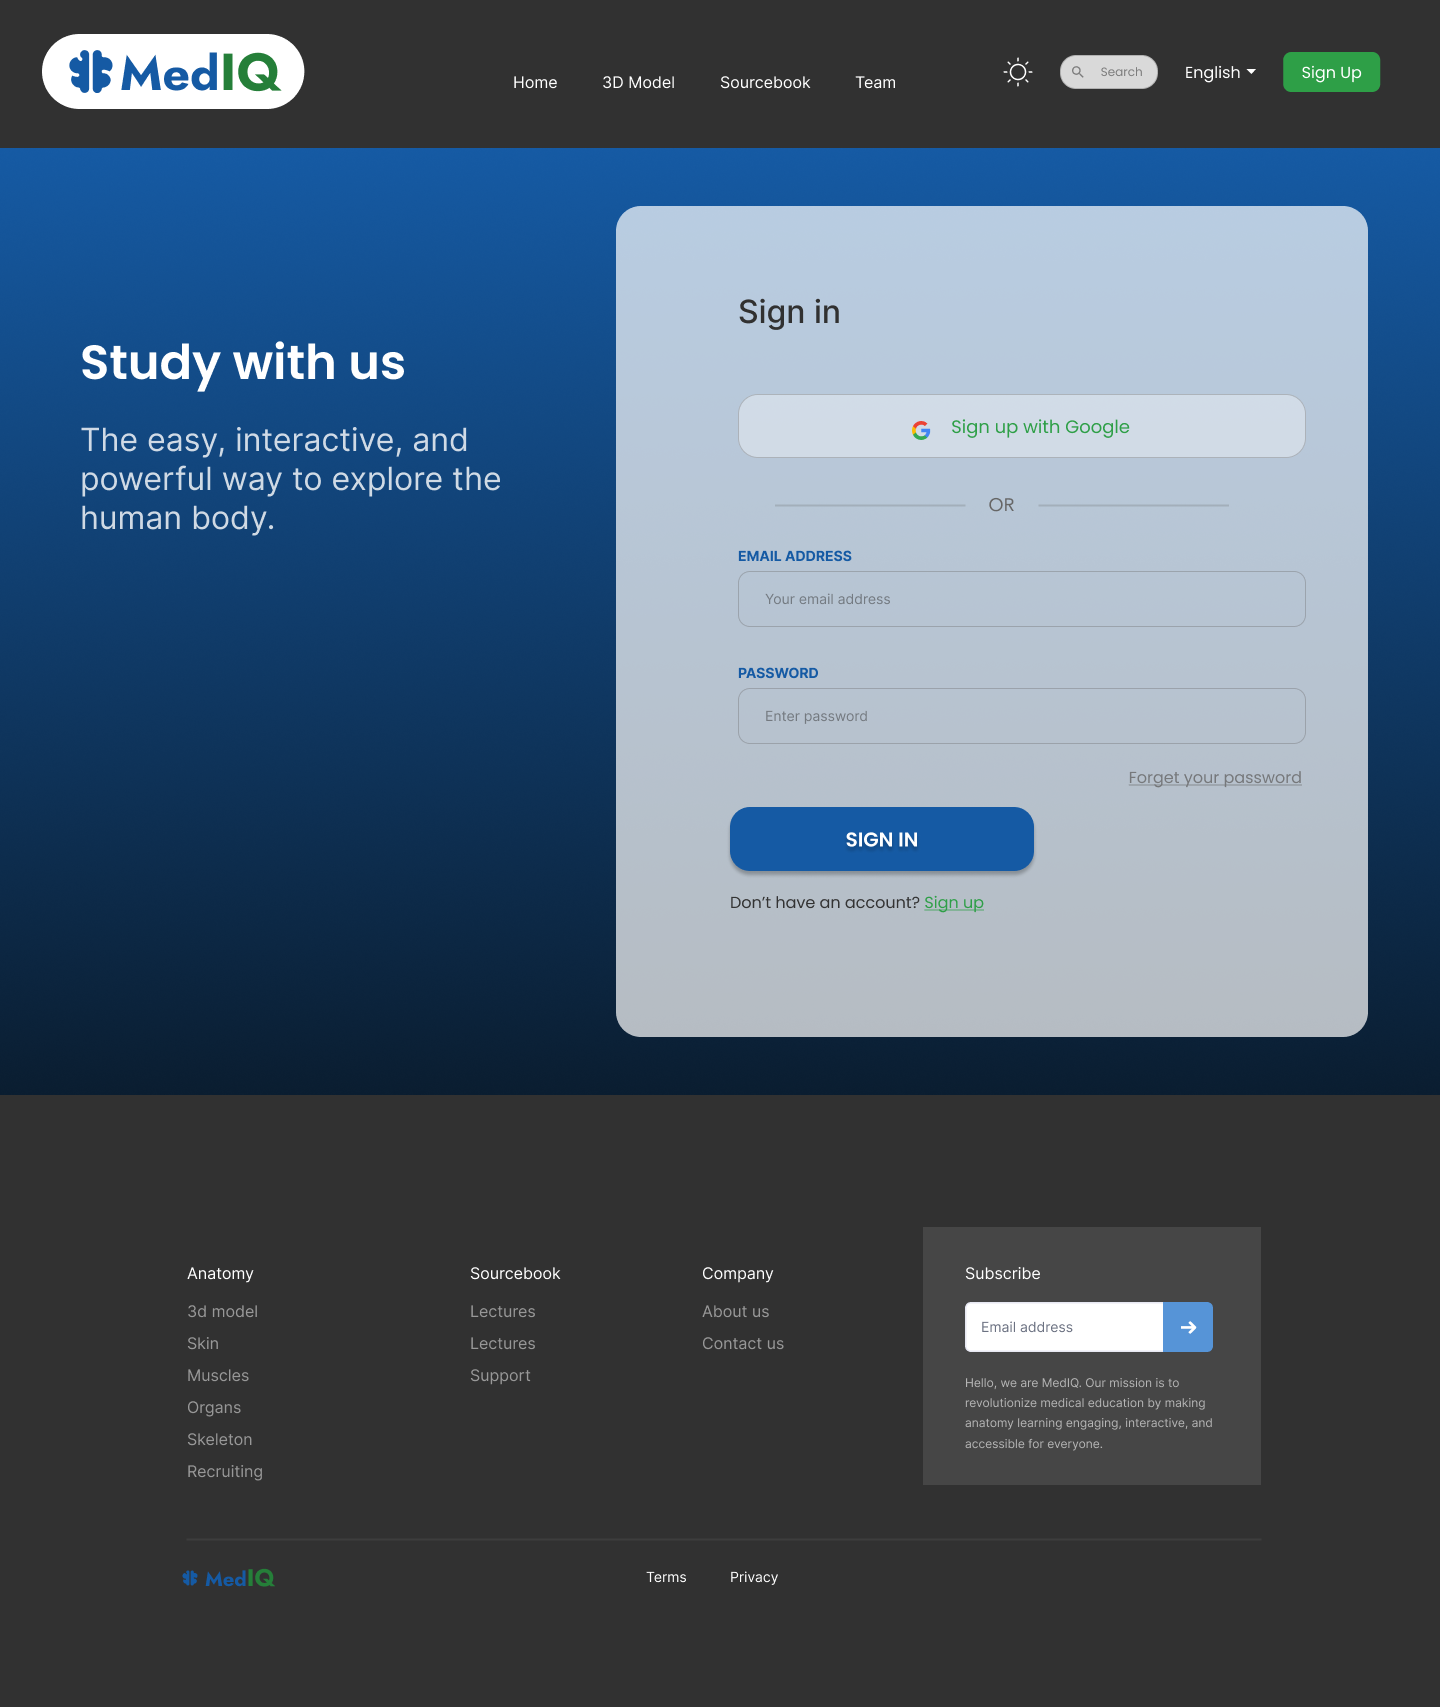 MedIQ
Home
3D Model
Sourcebook
Team
Search
English
Sign Up
Study with us
The easy, interactive, and
powerful way to explore the
human body.
Sign in
Sign up with Google
OR
EMAIL ADDRESS
Your email address
PASSWORD
Enter password
Forget your password
SIGN IN
Don’t have an account? Sign up
Anatomy
3d model
Skin
Muscles
Organs
Skeleton
Recruiting
Sourcebook
Lectures
Lectures
Support
Company
About us
Contact us
Subscribe
Email address
Hello, we are MedIQ. Our mission is to
revolutionize medical education by making
anatomy learning engaging, interactive, and
accessible for everyone.
MedIQ
Terms
Privacy